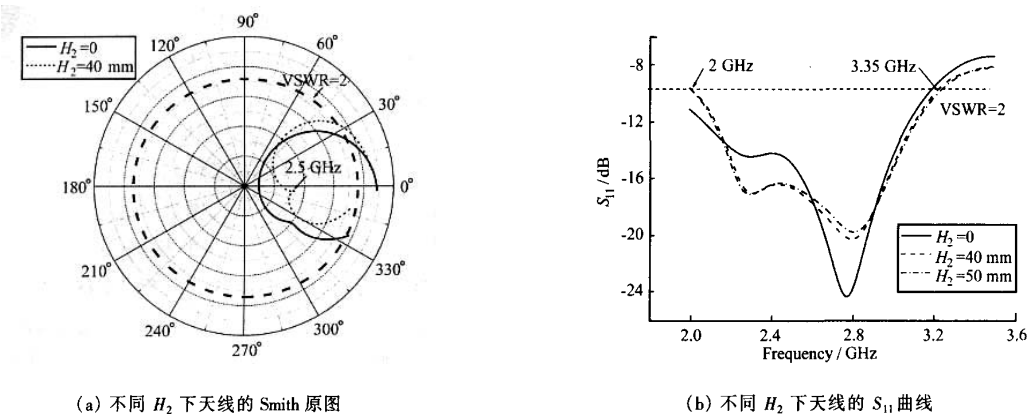 90°
120°
60°
H₂=0
H₂=40 mm
VSWR=2
150°
30°
2.5 GHz
180°
0°
210°
330°
240°
300°
270°
(a) 不同 H₂ 下天线的 Smith 原图
-8
2 GHz
3.35 GHz
VSWR=2
-12
S₁₁/dB
-16
-20
-24
H₂=0
H₂=40 mm
H₂=50 mm
2.0 2.4 2.8 3.2 3.6
Frequency / GHz
(b) 不同 H₂ 下天线的 S₁₁曲线